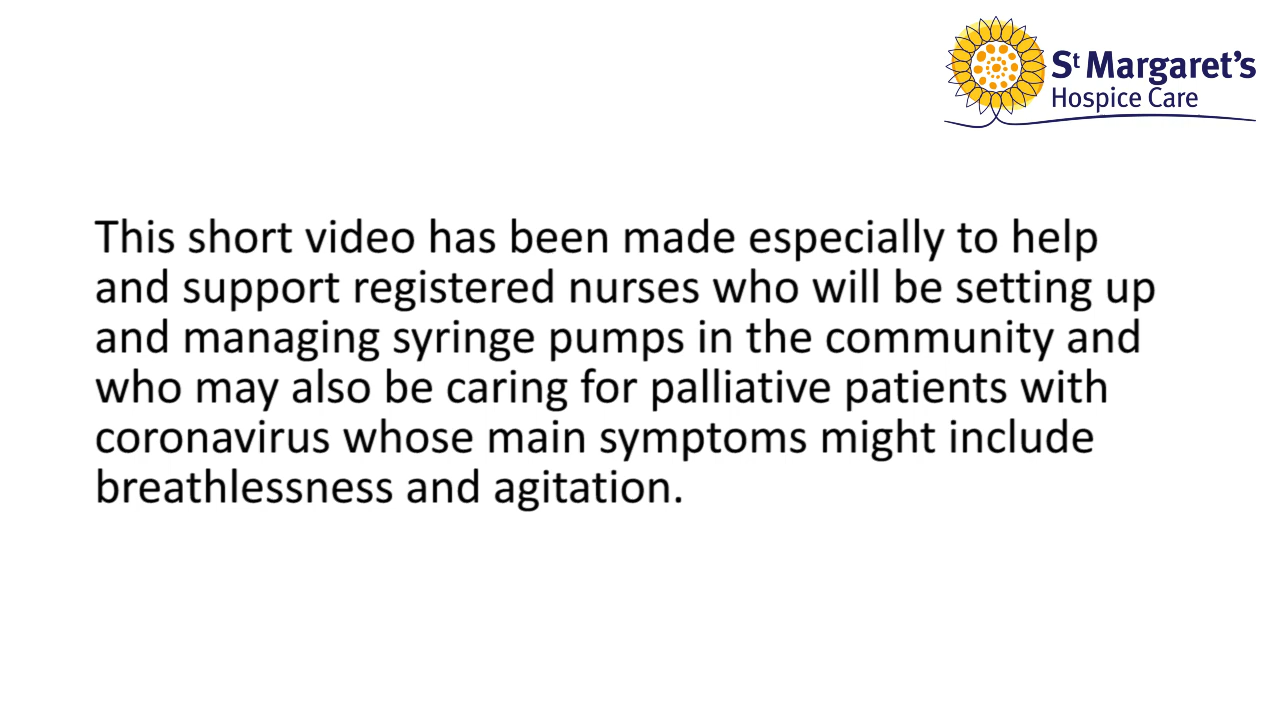 St Margaret's
Hospice Care
This short video has been made especially to help
and support registered nurses who will be setting up
and managing syringe pumps in the community and
who may also be caring for palliative patients with
coronavirus whose main symptoms might include
breathlessness and agitation.